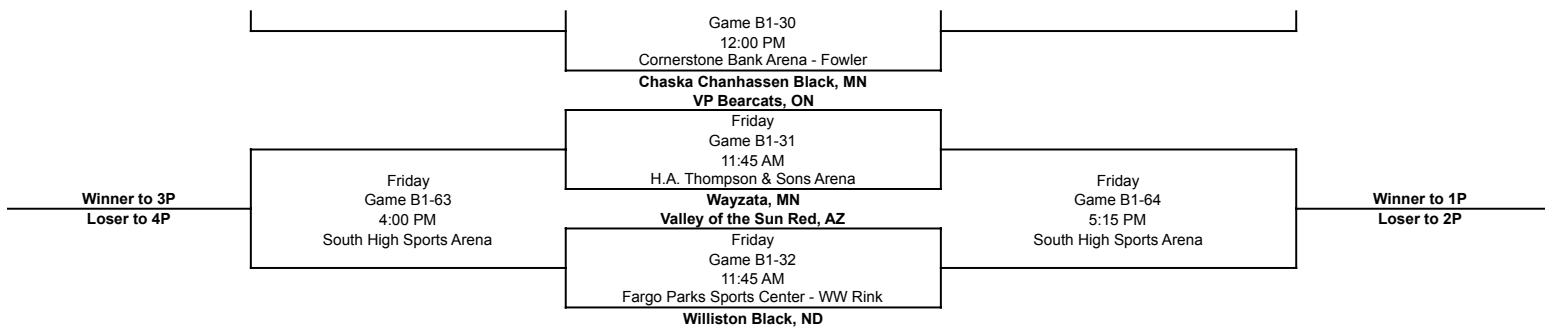 Game B1-30
12:00 PM
Cornerstone Bank Arena - Fowler
Chaska Chanhassen Black, MN
VP Bearcats, ON
Friday
Game B1-31
11:45 AM
H.A. Thompson & Sons Arena
Wayzata, MN
Winner to 3P
Loser to 4P
Friday
Game B1-63
4:00 PM
South High Sports Arena
Friday
Game B1-64
5:15 PM
South High Sports Arena
Winner to 1P
Loser to 2P
Valley of the Sun Red, AZ
Friday
Game B1-32
11:45 AM
Fargo Parks Sports Center - WW Rink
Williston Black, ND